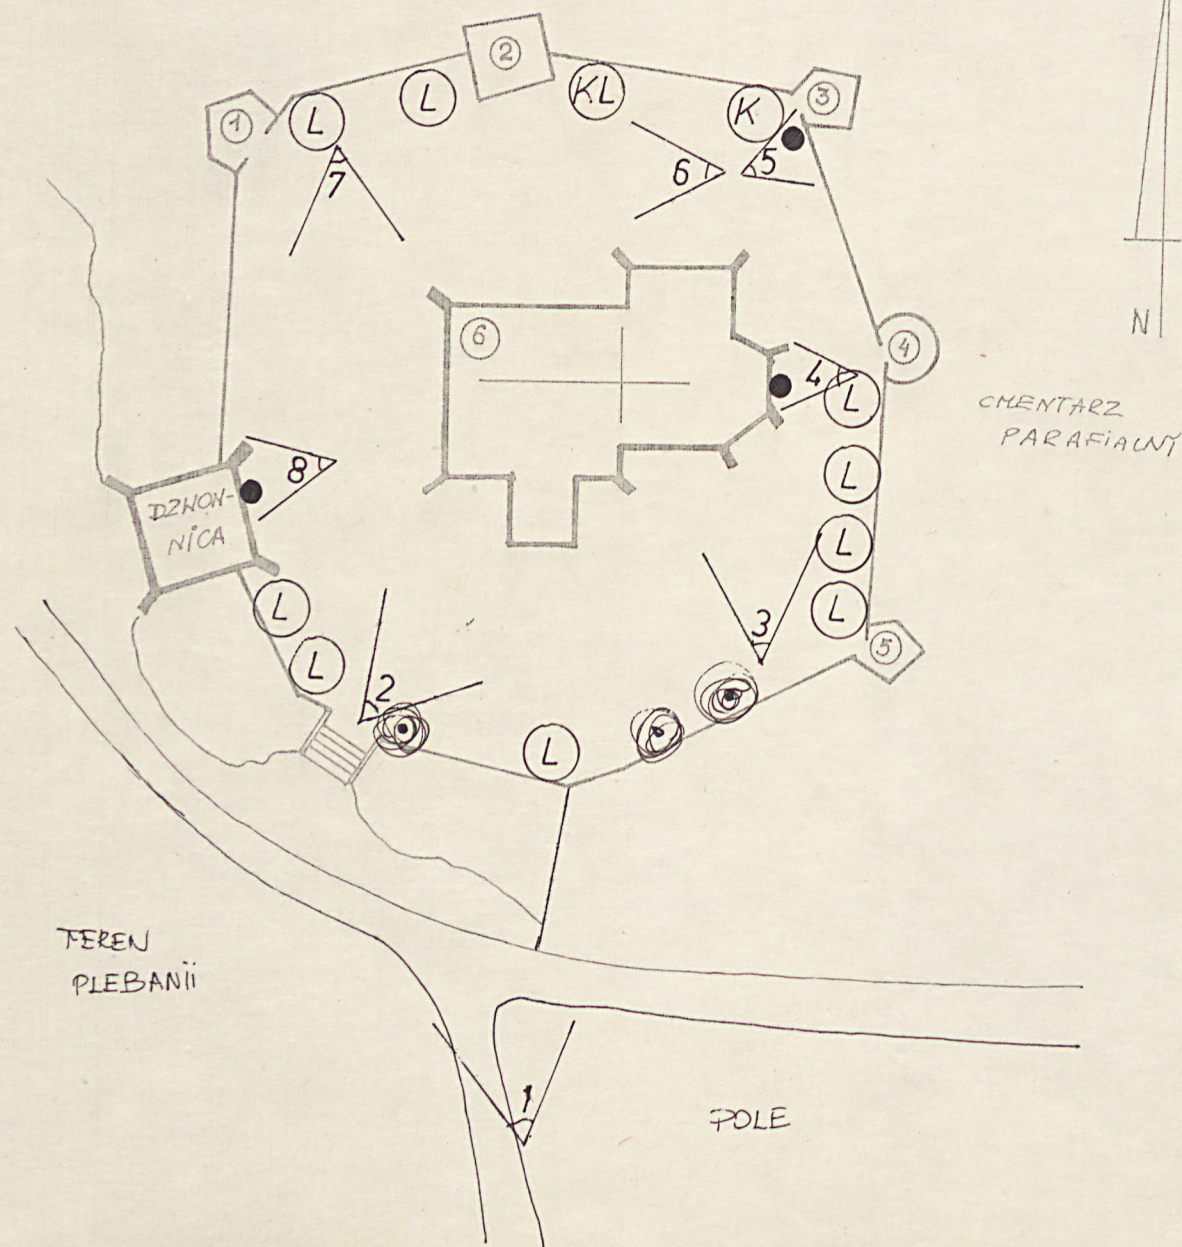 2
L
L
KL
K
3
1
7
6
5
N
6
4
4
L
CMENTARZ
PARAFIALNY
L
8
DZWON-
NICA
L
L
L
3
5
L
2
L
TEREN
PLEBANII
1
POLE